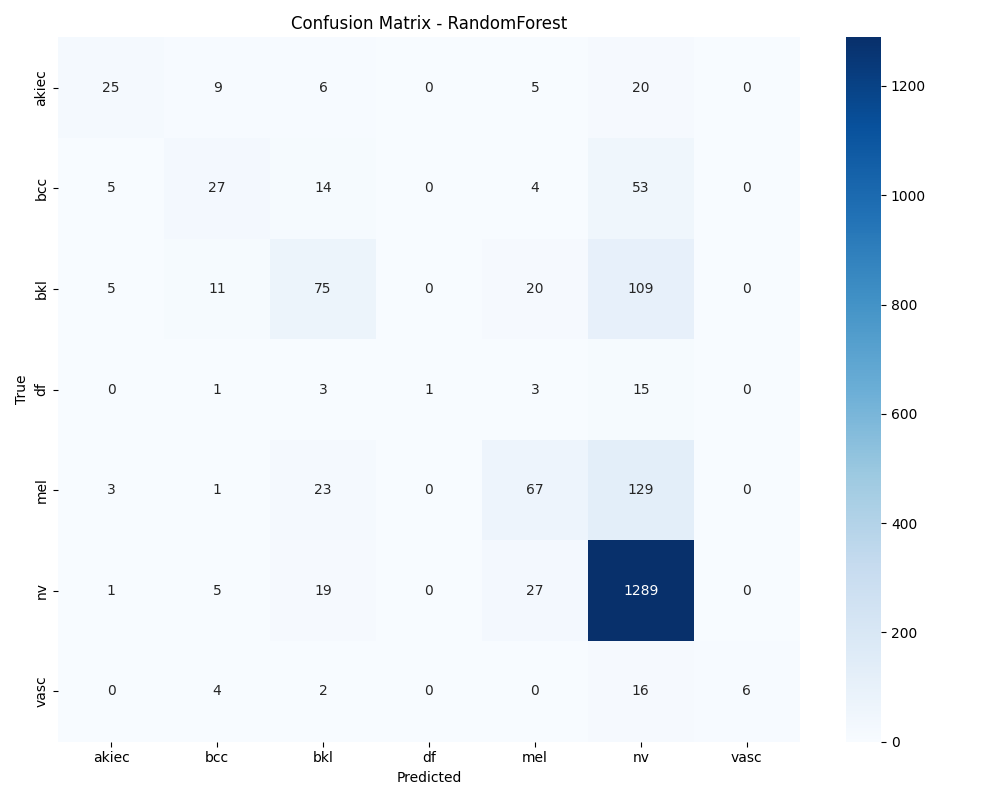 Confusion Matrix - RandomForest
akiec 25 9 6 0 5 20 0
bcc 5 27 14 0 4 53 0
bkl 5 11 75 0 20 109 0
df 0 1 3 1 3 15 0
mel 3 1 23 0 67 129 0
nv 1 5 19 0 27 1289 0
vasc 0 4 2 0 0 16 6
akiec bcc bkl df mel nv vasc
Predicted
True
1200
1000
800
600
400
200
0